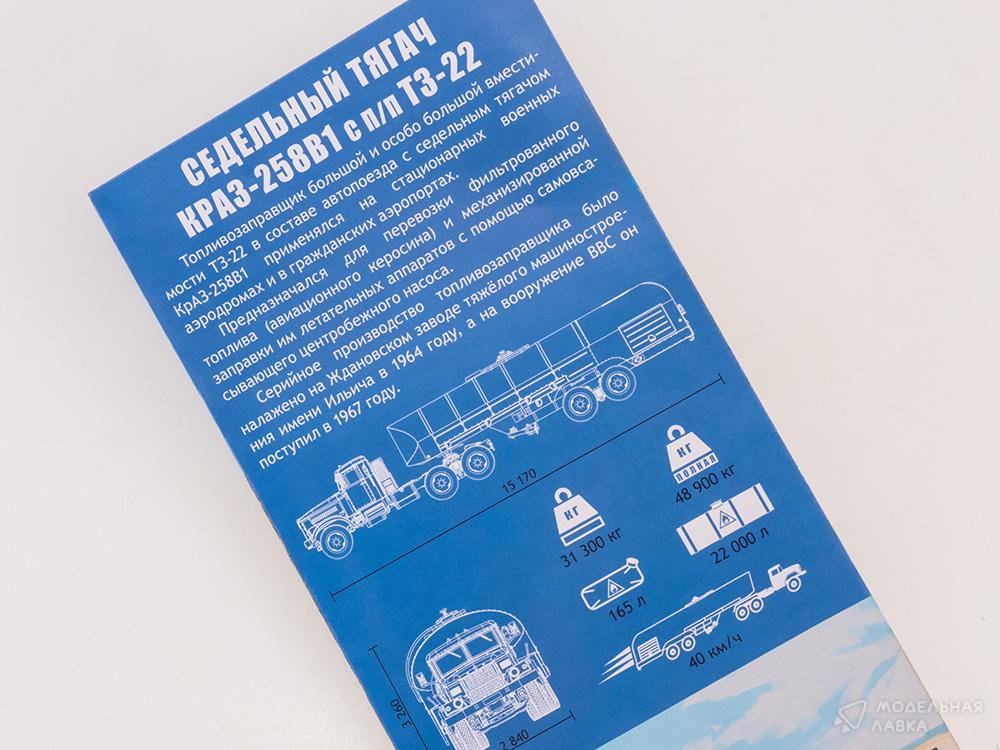 СЕДЕЛЬНЫЙ ТЯГАЧ
КРАЗ-258В1 с п/п ТЗ-22
Топливозаправщик большой и особо большой вмести-
мости ТЗ-22 в составе автопоезда с седельным тягачом
КрАЗ-258В1 применялся на стационарных военных
аэродромах и в гражданских аэропортах.
Предназначался для перевозки фильтрованного
топлива (авиационного керосина) и механизированной
заправки им летательных аппаратов с помощью самовса-
сывающего центробежного насоса.
Серийное производство топливозаправщика было
налажено на Ждановском заводе тяжёлого машинострое-
ния имени Ильича в 1964 году, а на вооружение ВВС он
поступил в 1967 году.
15 170
КГ
31 300 кг
КГ
ПОЛНАЯ
48 900 кг
165 л
22 000 л
40 км/ч
3 260
2 840
МОДЕЛЬНАЯ
ЛАВКА